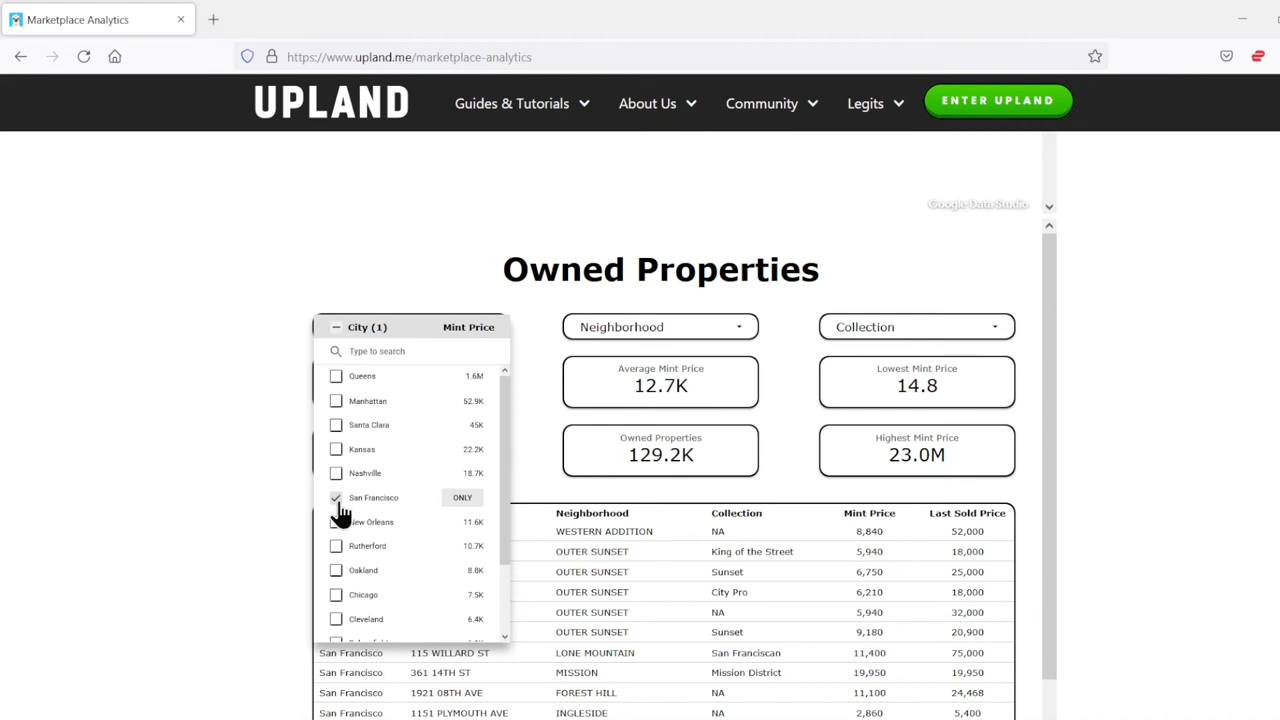 Marketplace Analytics
https://www.upland.me/marketplace-analytics
UPLAND
Guides & Tutorials
About Us
Community
Legits
ENTER UPLAND
Google Data Studio
Owned Properties
City (1) Mint Price
Type to search
Queens 1.6M
Manhattan 52.9K
Santa Clara 45K
Kansas 22.2K
Nashville 18.7K
San Francisco ONLY
New Orleans 11.6K
Rutherford 10.7K
Oakland 8.8K
Chicago 7.5K
Cleveland 6.4K
Neighborhood
Collection
Average Mint Price
12.7K
Lowest Mint Price
14.8
Owned Properties
129.2K
Highest Mint Price
23.0M
Neighborhood Collection Mint Price Last Sold Price
WESTERN ADDITION NA 8,840 52,000
OUTER SUNSET King of the Street 5,940 18,000
OUTER SUNSET Sunset 6,750 25,000
OUTER SUNSET City Pro 6,210 18,000
OUTER SUNSET NA 5,940 32,000
OUTER SUNSET Sunset 9,180 20,900
San Francisco 115 WILLARD ST LONE MOUNTAIN San Franciscan 11,400 75,000
San Francisco 361 14TH ST MISSION Mission District 19,950 19,950
San Francisco 1921 08TH AVE FOREST HILL NA 11,100 24,468
San Francisco 1151 PLYMOUTH AVE INGLESIDE NA 2,860 5,400